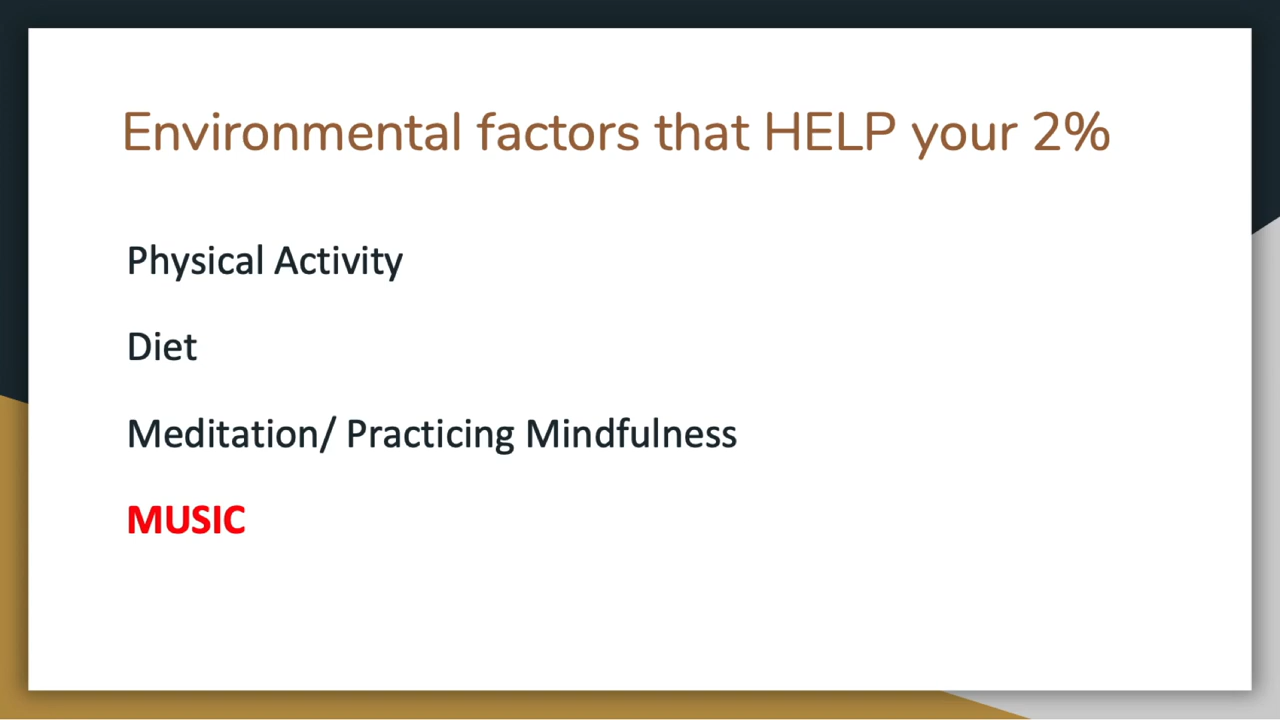 Environmental factors that HELP your 2%
Physical Activity
Diet
Meditation/ Practicing Mindfulness
MUSIC